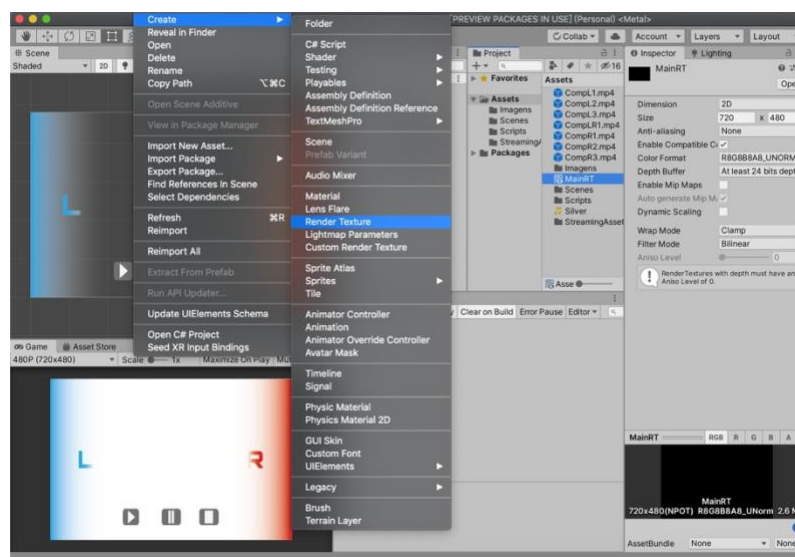 [PREVIEW PACKAGES IN USE] (Personal) <Metal>
Collab
Account
Layers
Layout
Scene
Shaded
2D
Create
Reveal in Finder
Open
Delete
Rename
Copy Path ⌥⌘C
Open Scene Additive
View in Package Manager
Import New Asset...
Import Package
Export Package...
Find References In Scene
Select Dependencies
Refresh ⌘R
Reimport
Reimport All
Extract From Prefab
Run API Updater...
Update UIElements Schema
Open C# Project
Seed XR Input Bindings
Folder
C# Script
Shader
Testing
Playables
Assembly Definition
Assembly Definition Reference
TextMeshPro
Scene
Prefab Variant
Audio Mixer
Material
Lens Flare
Render Texture
Lightmap Parameters
Custom Render Texture
Sprite Atlas
Sprites
Tile
Animator Controller
Animation
Animator Override Controller
Avatar Mask
Timeline
Signal
Physic Material
Physics Material 2D
GUI Skin
Custom Font
UIElements
Legacy
Brush
Terrain Layer
L
Game
Asset Store
480P (720x480)
Scale
1x
Maximize On Play
L
R
Project
16
Favorites
Assets
Imagens
Scenes
Scripts
Streaming
Packages
Assets
CompL1.mp4
CompL2.mp4
CompL3.mp4
CompLR1.mp4
CompR1.mp4
CompR2.mp4
CompR3.mp4
Imagens
MainRT
Scenes
Scripts
Silver
StreamingAsset
Asse
Clear on Build
Error Pause
Editor
Inspector
Lighting
MainRT
Ope
Dimension 2D
Size 720 x 480
Anti-aliasing None
Enable Compatible C
Color Format R8G8B8A8_UNORM
Depth Buffer At least 24 bits dept
Enable Mip Maps
Auto generate Mip M
Dynamic Scaling
Wrap Mode Clamp
Filter Mode Bilinear
Aniso Level 0
RenderTextures with depth must have an
Aniso Level of 0.
MainRT RGB R G B A
MainRT
720x480(NPOT) R8G8B8A8_UNorm 2.6 M
AssetBundle None None